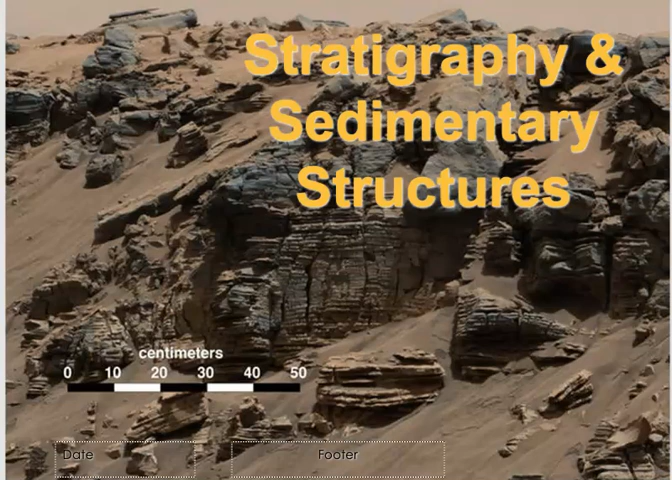 Stratigraphy &
Sedimentary
Structures
centimeters
0 10 20 30 40 50
Date
Footer